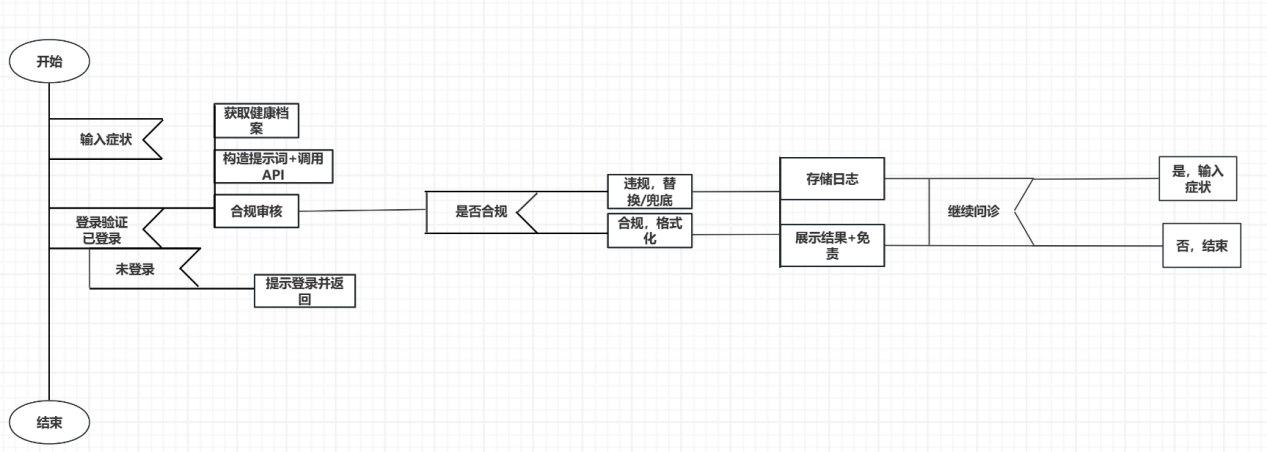 开始
输入症状
登录验证
已登录
未登录
提示登录并返
回
获取健康档
案
构造提示词+调用
API
合规审核
是否合规
违规，替
换/兜底
合规，格式
化
存储日志
展示结果+免
责
继续问诊
是，输入
症状
否，结束
结束